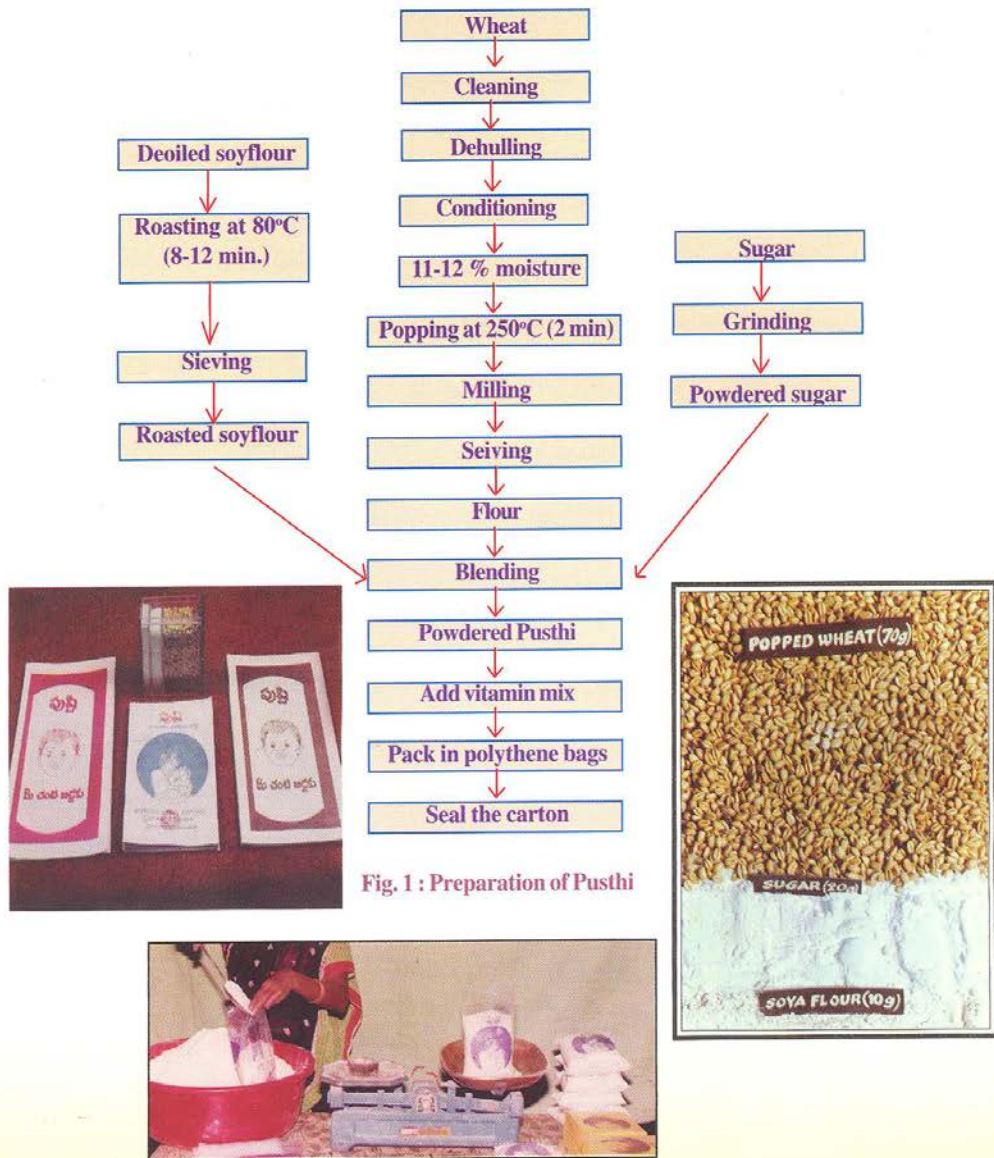 Wheat
Cleaning
Dehulling
Conditioning
11-12 % moisture
Popping at 250°C (2 min)
Milling
Seiving
Flour
Blending
Powdered Pusthi
Add vitamin mix
Pack in polythene bags
Seal the carton
Deoiled soyflour
Roasting at 80°C
(8-12 min.)
Sieving
Roasted soyflour
Sugar
Grinding
Powdered sugar
Fig. 1 : Preparation of Pusthi
పుష్టి
మీ చంటి బిడ్డకు
పుష్టి
పుష్టి
మీ చంటి బిడ్డకు
POPPED WHEAT (70g)
SUGAR (20g)
SOYA FLOUR (10g)